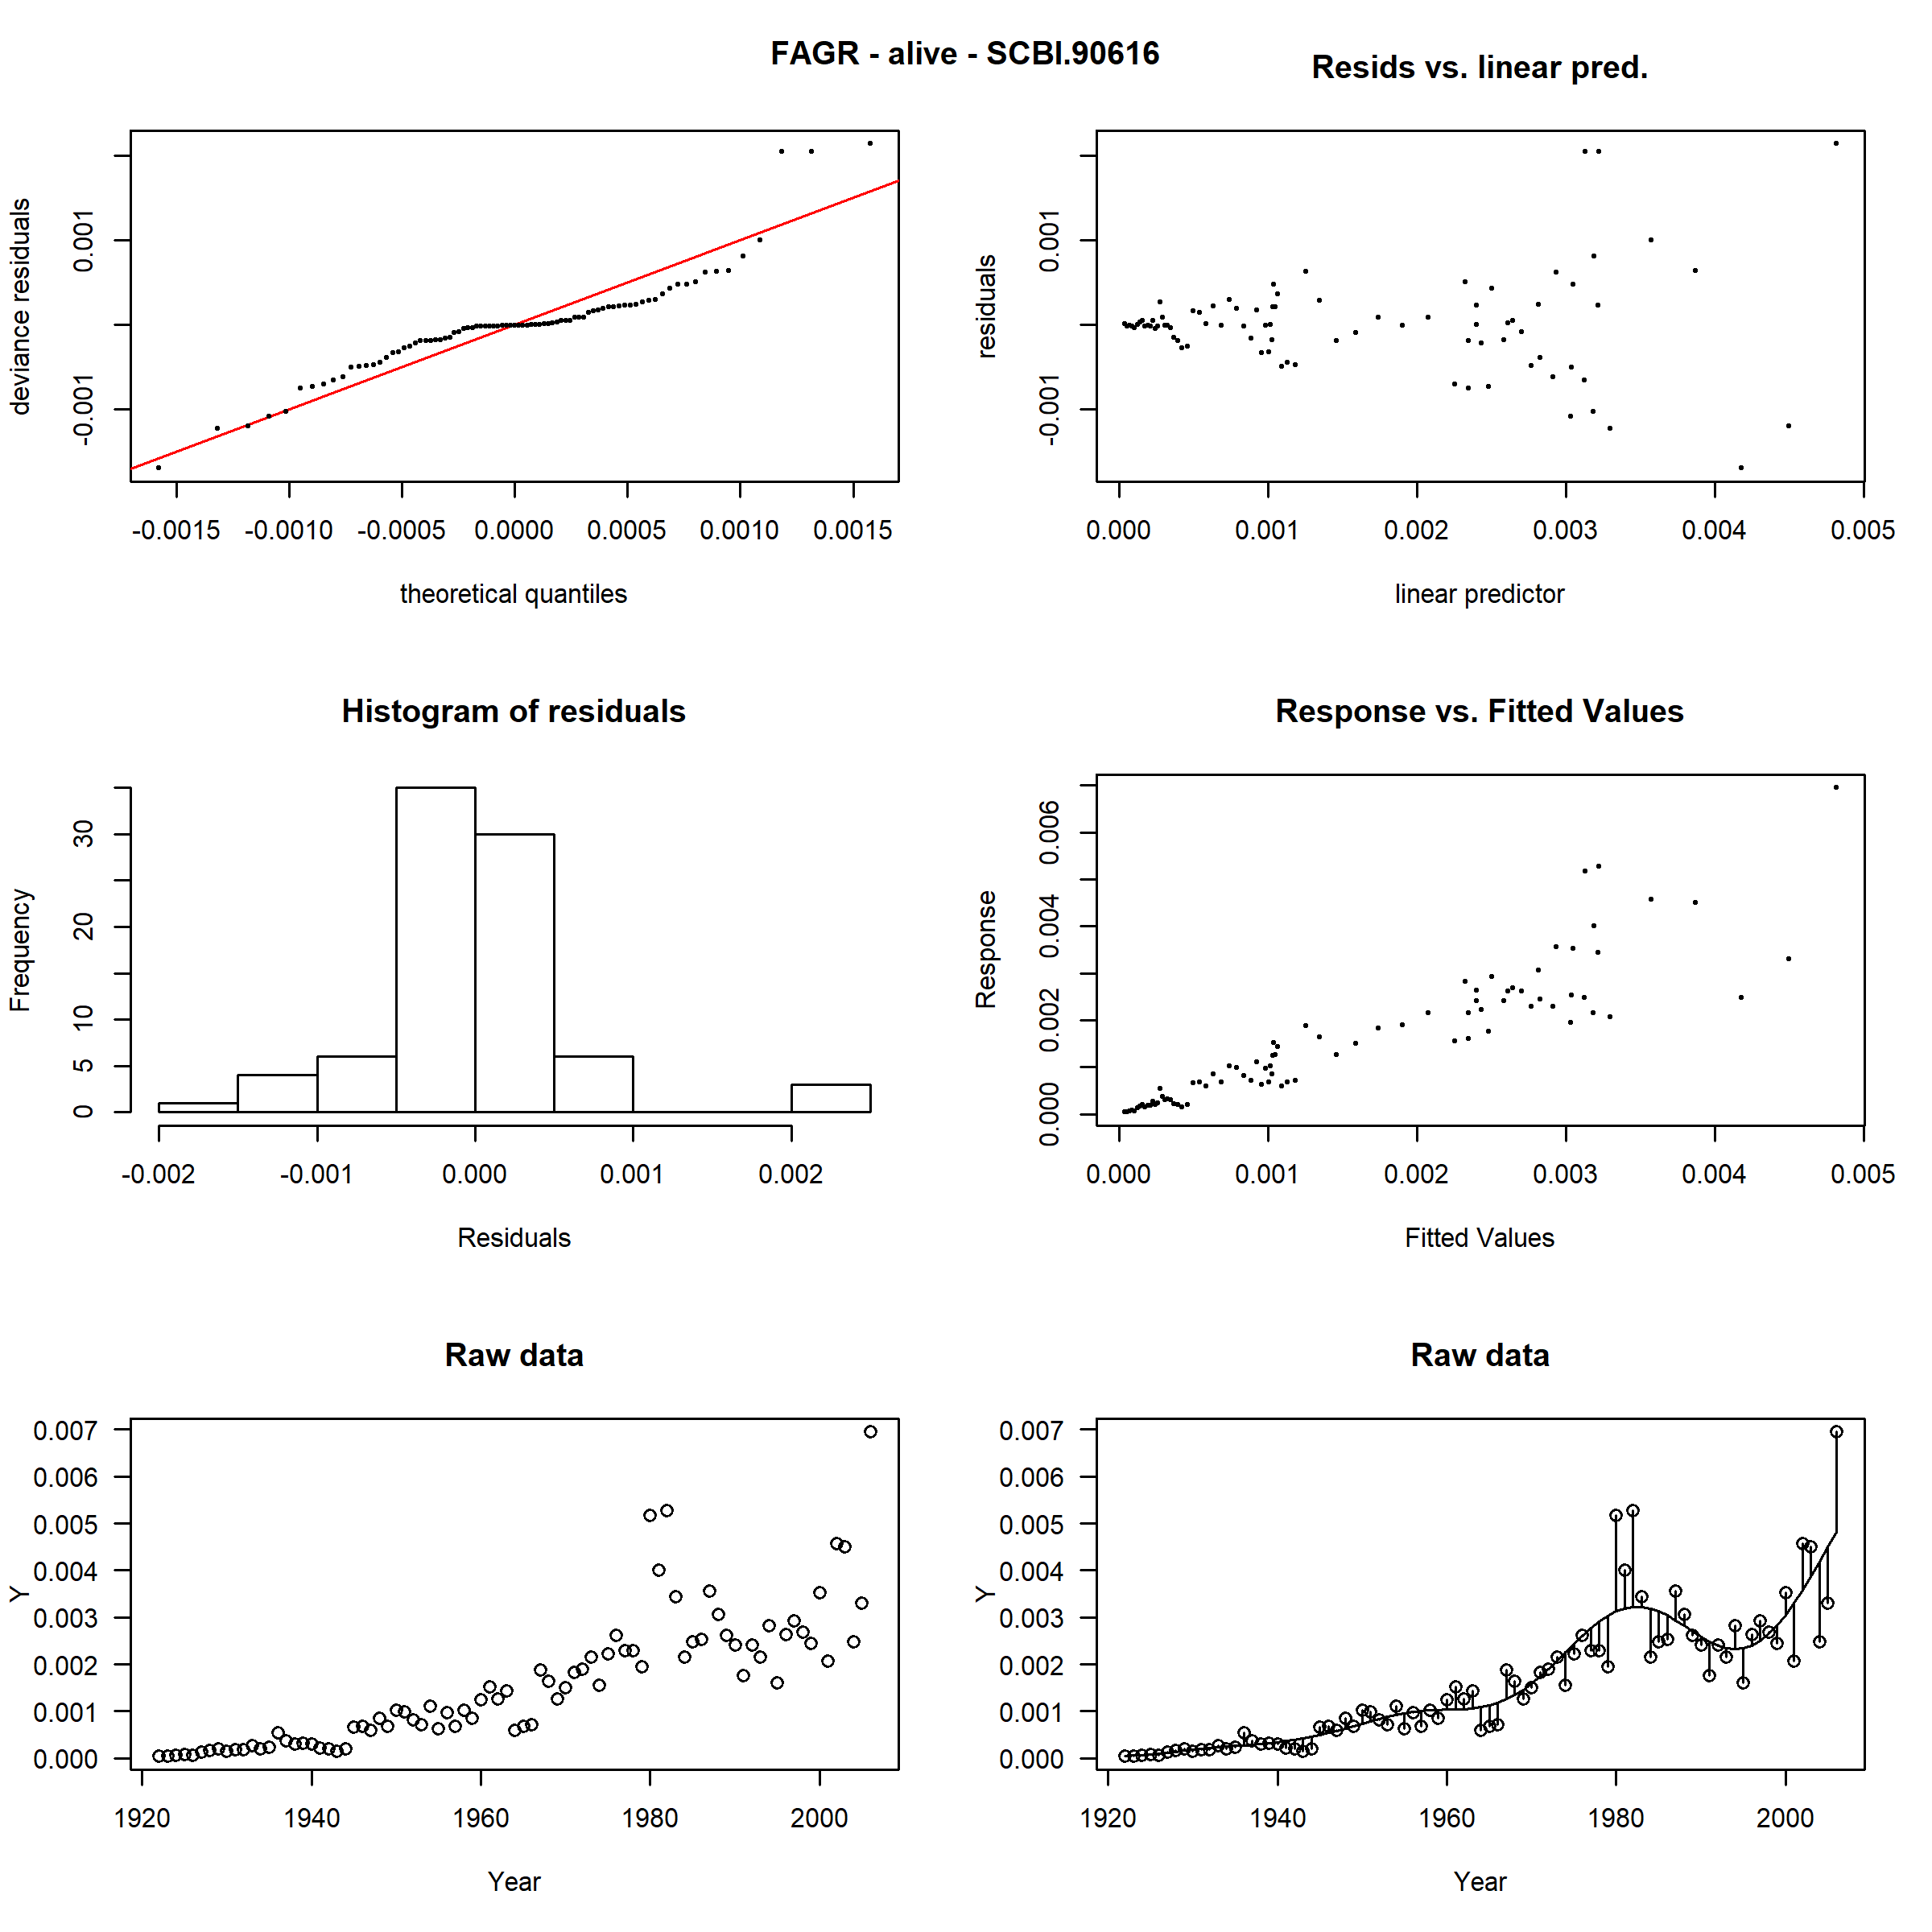 FAGR - alive - SCBI.90616
Resids vs. linear pred.
deviance residuals
0.001
-0.001
-0.0015 -0.0010 -0.0005 0.0000 0.0005 0.0010 0.0015
theoretical quantiles
residuals
0.001
-0.001
0.000 0.001 0.002 0.003 0.004 0.005
linear predictor
Histogram of residuals
Frequency
30
20
10
5
0
-0.002 -0.001 0.000 0.001 0.002
Residuals
Response vs. Fitted Values
Response
0.006
0.004
0.002
0.000
0.000 0.001 0.002 0.003 0.004 0.005
Fitted Values
Raw data
Y
0.007
0.006
0.005
0.004
0.003
0.002
0.001
0.000
1920 1940 1960 1980 2000
Year
Raw data
Y
0.007
0.006
0.005
0.004
0.003
0.002
0.001
0.000
1920 1940 1960 1980 2000
Year